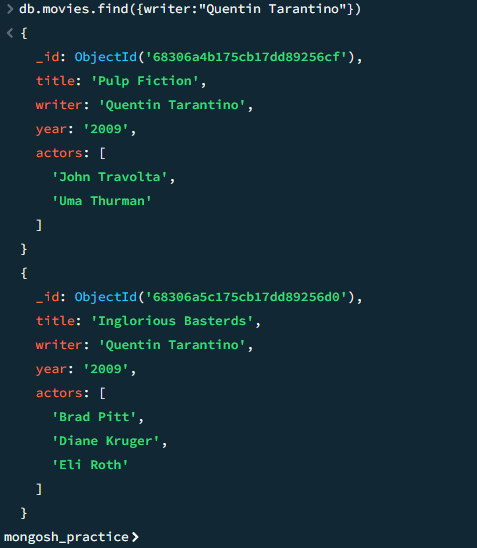 > db.movies.find({writer:"Quentin Tarantino"})
< {
_id: ObjectId('68306a4b175cb17dd89256cf'),
title: 'Pulp Fiction',
writer: 'Quentin Tarantino',
year: '2009',
actors: [
'John Travolta',
'Uma Thurman'
]
}
{
_id: ObjectId('68306a5c175cb17dd89256d0'),
title: 'Inglorious Basterds',
writer: 'Quentin Tarantino',
year: '2009',
actors: [
'Brad Pitt',
'Diane Kruger',
'Eli Roth'
]
}
mongosh_practice>